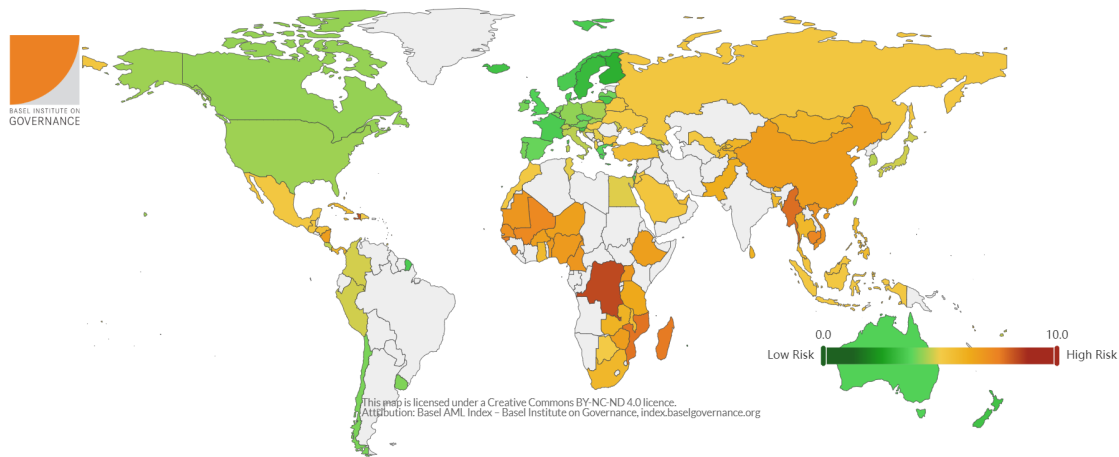 BASEL INSTITUTE ON
GOVERNANCE
0.0
10.0
Low Risk
High Risk
This map is licensed under a Creative Commons BY-NC-ND 4.0 licence.
Attribution: Basel AML Index – Basel Institute on Governance, index.baselgovernance.org